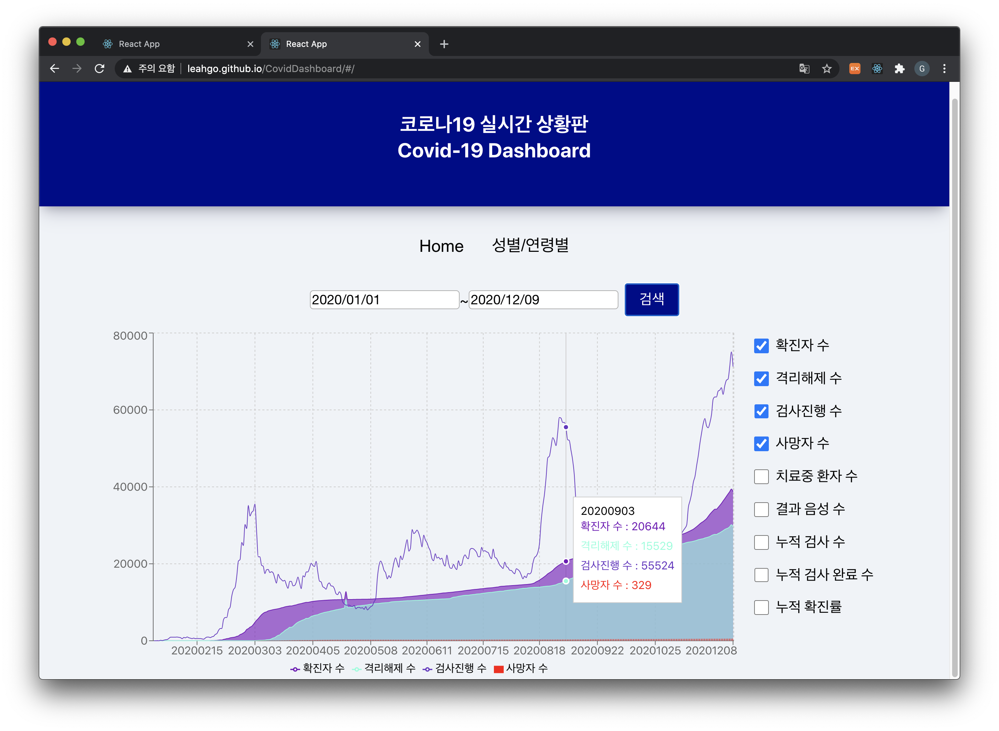 React App
React App
주의 요함 leahgo.github.io/CovidDashboard/#/
EX
G
코로나19 실시간 상황판
Covid-19 Dashboard
Home 성별/연령별
2020/01/01~2020/12/09 검색
80000
60000
40000
20000
0
20200215 20200303 20200405 20200508 20200611 20200715 20200818 20200922 20201025 20201208
20200903
확진자 수 : 20644
격리해제 수 : 15529
검사진행 수 : 55524
사망자 수 : 329
확진자 수 격리해제 수 검사진행 수 사망자 수
확진자 수
격리해제 수
검사진행 수
사망자 수
치료중 환자 수
결과 음성 수
누적 검사 수
누적 검사 완료 수
누적 확진률